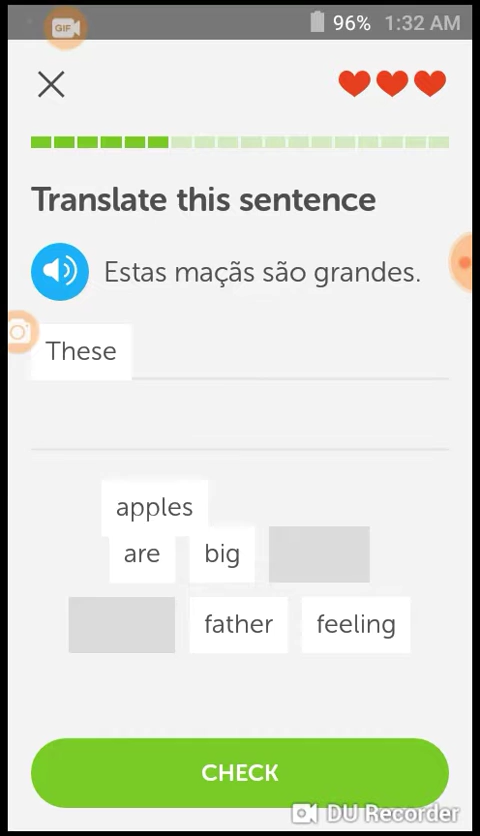 GIF
96% 1:32 AM
Translate this sentence
Estas maçãs são grandes.
These
apples
are big
father feeling
CHECK
DU Recorder